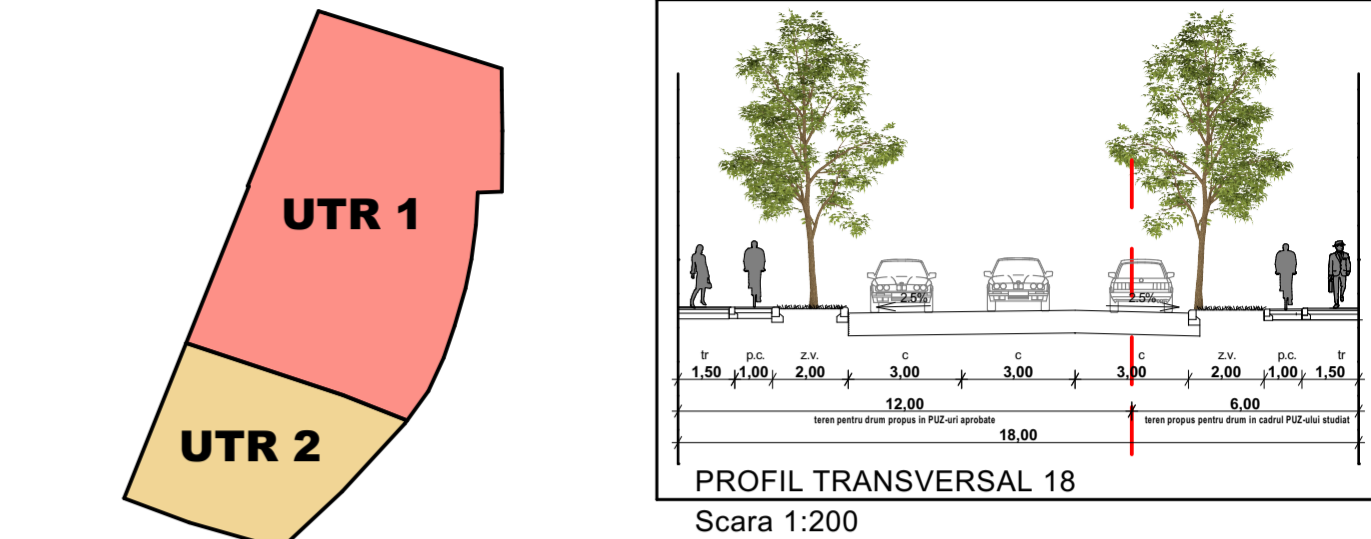 UTR 1
UTR 2
2.5% 2.5%
tr p.c. z.v. c c c z.v. p.c. tr
1,50 1,00 2,00 3,00 3,00 3,00 2,00 1,00 1,50
12,00 6,00
teren pentru drum propus in PUZ-uri aprobate teren propus pentru drum in cadrul PUZ-ului studiat
18,00
PROFIL TRANSVERSAL 18
Scara 1:200